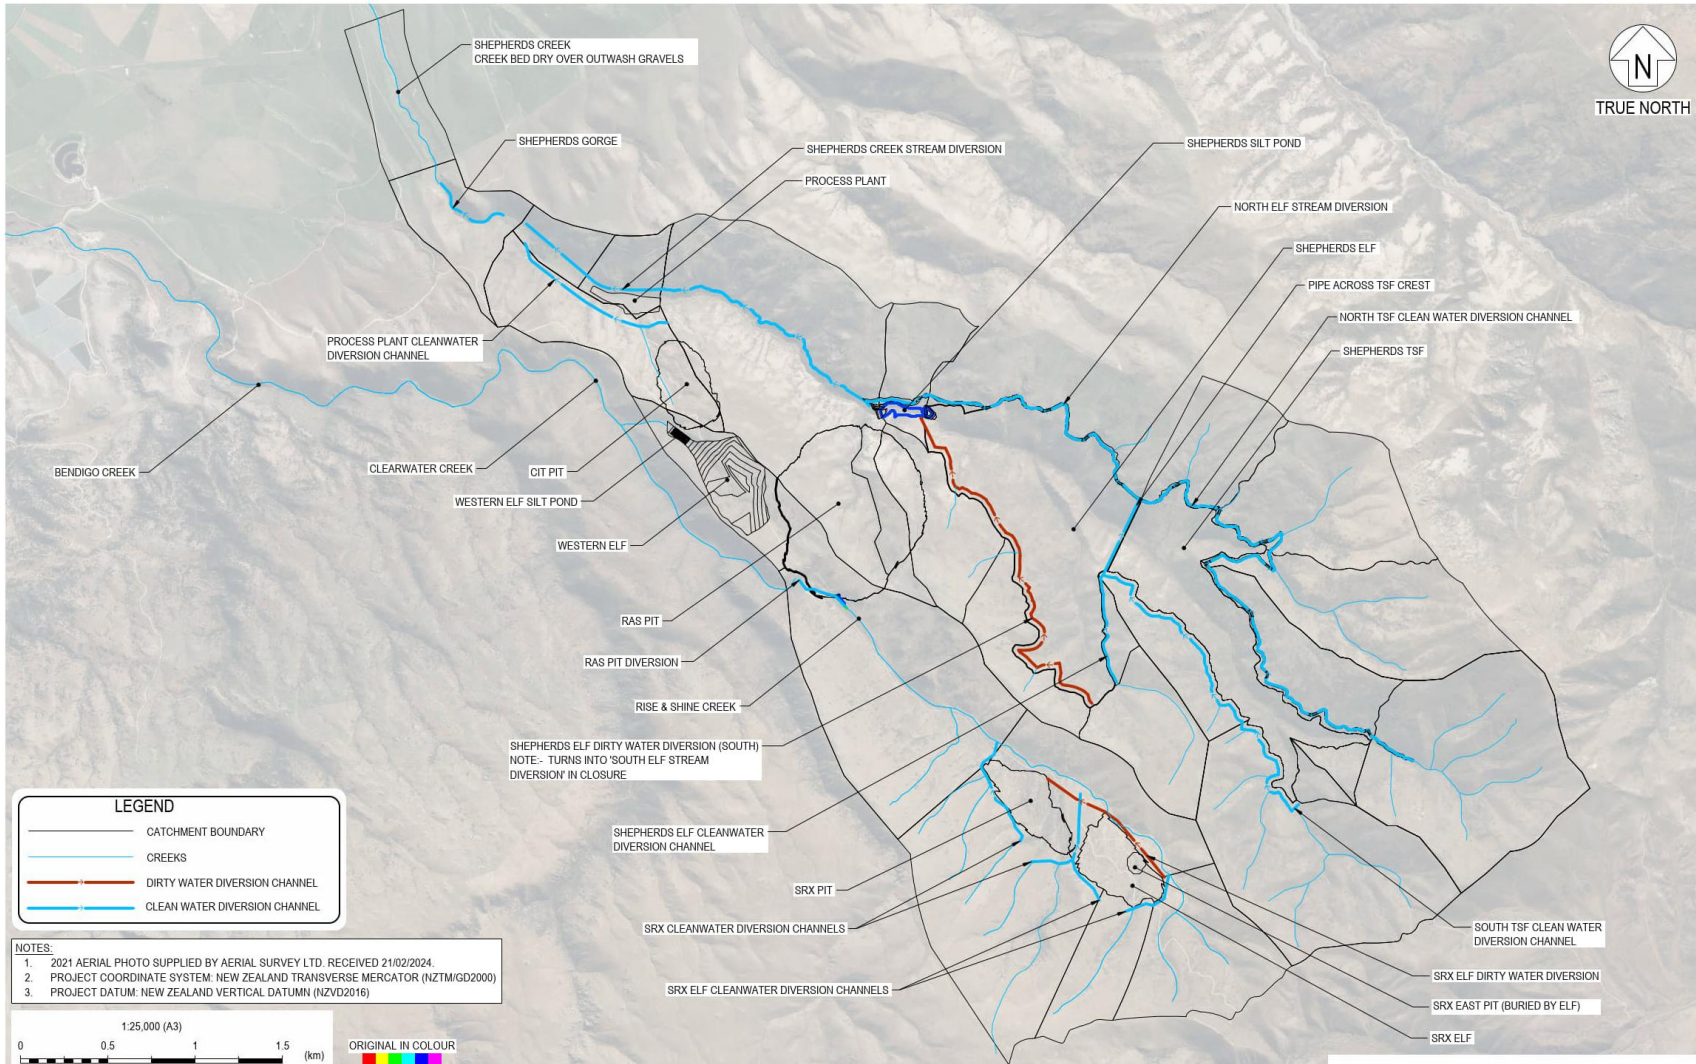 SHEPHERDS CREEK
CREEK BED DRY OVER OUTWASH GRAVELS
N
TRUE NORTH
SHEPHERDS GORGE
SHEPHERDS CREEK STREAM DIVERSION
SHEPHERDS SILT POND
PROCESS PLANT
NORTH ELF STREAM DIVERSION
SHEPHERDS ELF
PIPE ACROSS TSF CREST
NORTH TSF CLEAN WATER DIVERSION CHANNEL
PROCESS PLANT CLEANWATER
DIVERSION CHANNEL
SHEPHERDS TSF
BENDIGO CREEK
CLEARWATER CREEK
CIT PIT
WESTERN ELF SILT POND
WESTERN ELF
RAS PIT
RAS PIT DIVERSION
RISE & SHINE CREEK
SHEPHERDS ELF DIRTY WATER DIVERSION (SOUTH)
NOTE:- TURNS INTO 'SOUTH ELF STREAM
DIVERSION' IN CLOSURE
SHEPHERDS ELF CLEANWATER
DIVERSION CHANNEL
SRX PIT
SRX CLEANWATER DIVERSION CHANNELS
SRX ELF CLEANWATER DIVERSION CHANNELS
SOUTH TSF CLEAN WATER
DIVERSION CHANNEL
SRX ELF DIRTY WATER DIVERSION
SRX EAST PIT (BURIED BY ELF)
SRX ELF
LEGEND
CATCHMENT BOUNDARY
CREEKS
DIRTY WATER DIVERSION CHANNEL
CLEAN WATER DIVERSION CHANNEL
NOTES:
1. 2021 AERIAL PHOTO SUPPLIED BY AERIAL SURVEY LTD. RECEIVED 21/02/2024.
2. PROJECT COORDINATE SYSTEM: NEW ZEALAND TRANSVERSE MERCATOR (NZTM/GD2000)
3. PROJECT DATUM: NEW ZEALAND VERTICAL DATUMN (NZVD2016)
1:25,000 (A3)
0 0.5 1 1.5 (km)
ORIGINAL IN COLOUR